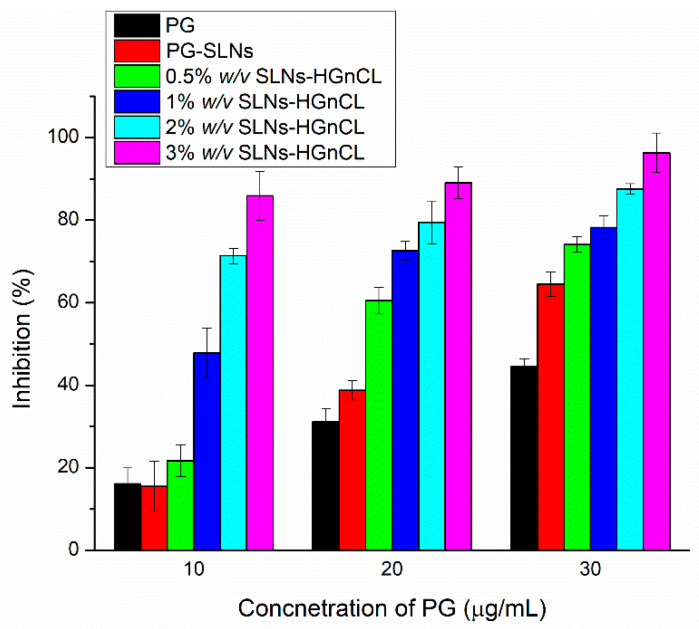 PG
PG-SLNs
0.5% w/v SLNs-HGnCL
1% w/v SLNs-HGnCL
2% w/v SLNs-HGnCL
3% w/v SLNs-HGnCL
100
80
60
40
20
0
Inhibition (%)
10 20 30
Concnetration of PG (μg/mL)